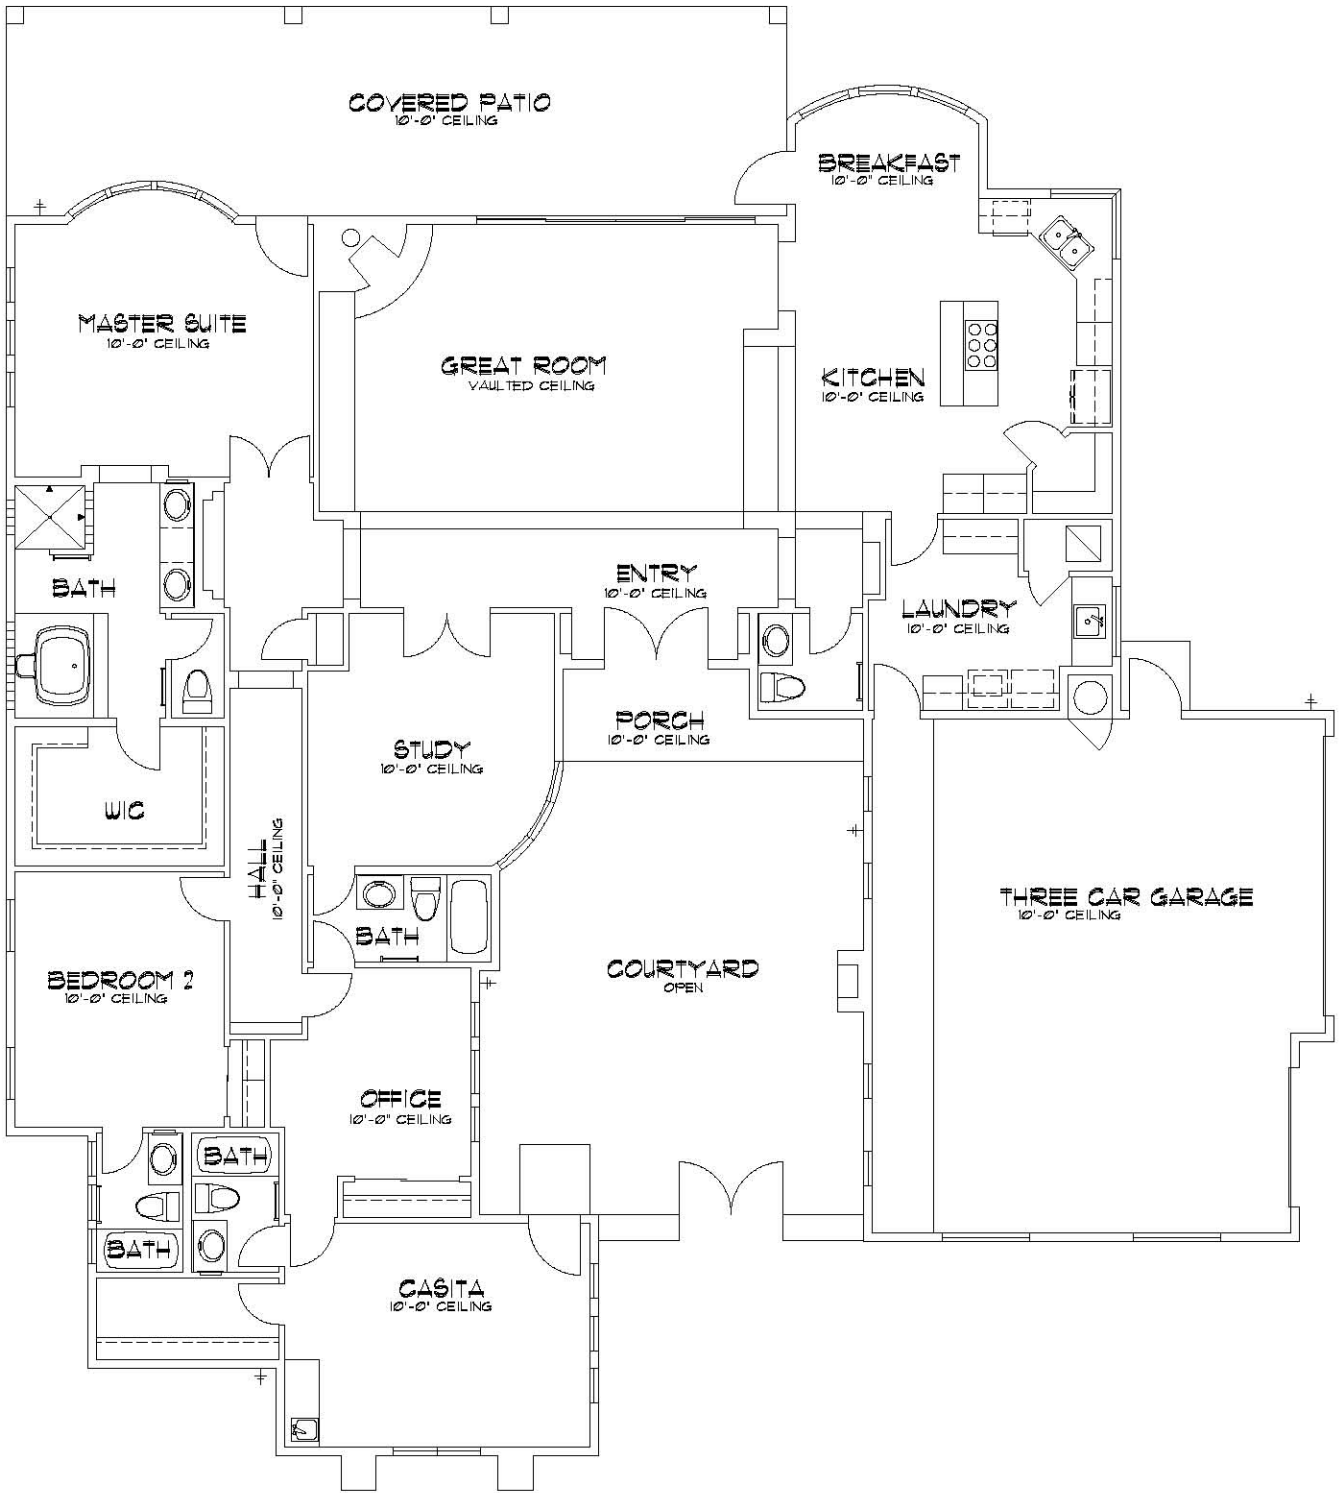 COVERED PATIO
10'-0" CEILING
BREAKFAST
10'-0" CEILING
MASTER SUITE
10'-0" CEILING
GREAT ROOM
VAULTED CEILING
KITCHEN
10'-0" CEILING
BATH
ENTRY
10'-0" CEILING
LAUNDRY
10'-0" CEILING
PORCH
10'-0" CEILING
STUDY
10'-0" CEILING
WIC
HALL
10'-0" CEILING
THREE CAR GARAGE
10'-0" CEILING
BATH
COURTYARD
OPEN
BEDROOM 2
10'-0" CEILING
OFFICE
10'-0" CEILING
BATH
BATH
CASITA
10'-0" CEILING